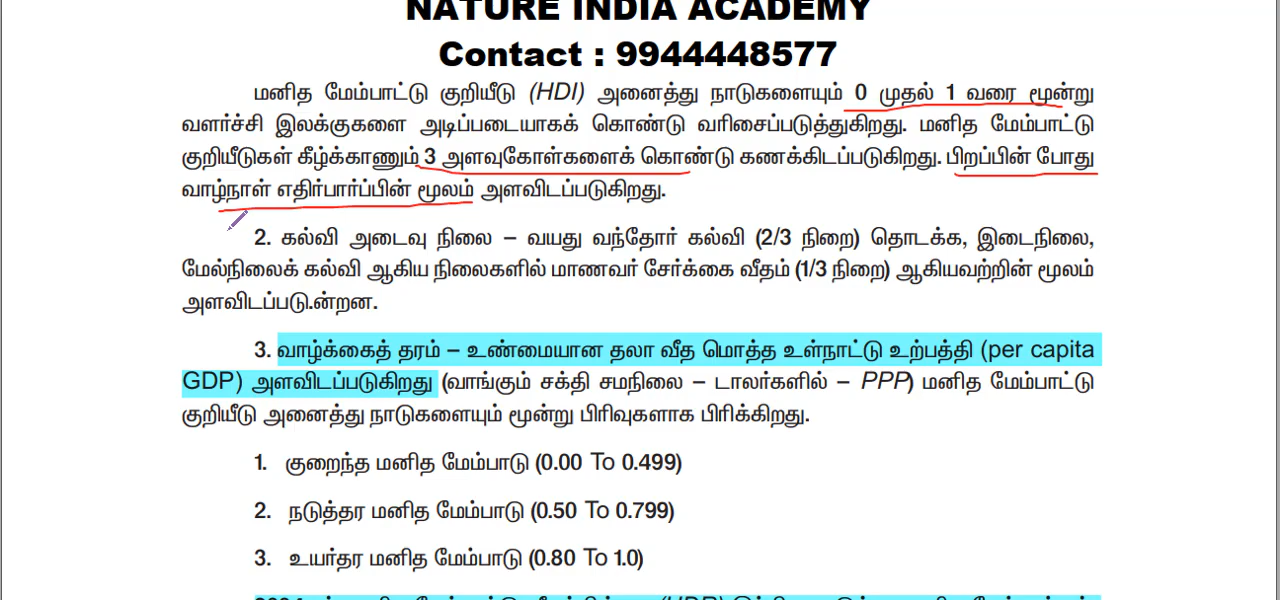 NATURE INDIA ACADEMY
Contact : 9944448577
மனித மேம்பாட்டு குறியீடு (HDI) அனைத்து நாடுகளையும் 0 முதல் 1 வரை மூன்று
வளர்ச்சி இலக்குகளை அடிப்படையாகக் கொண்டு வரிசைப்படுத்துகிறது. மனித மேம்பாட்டு
குறியீடுகள் கீழ்க்காணும் 3 அளவுகோள்களைக் கொண்டு கணக்கிடப்படுகிறது. பிறப்பின் போது
வாழ்நாள் எதிர்பார்ப்பின் மூலம் அளவிடப்படுகிறது.
2. கல்வி அடைவு நிலை – வயது வந்தோர் கல்வி (2/3 நிறை) தொடக்க, இடைநிலை,
மேல்நிலைக் கல்வி ஆகிய நிலைகளில் மாணவர் சேர்க்கை வீதம் (1/3 நிறை) ஆகியவற்றின் மூலம்
அளவிடப்படு.ன்றன.
3. வாழ்க்கைத் தரம் – உண்மையான தலா வீத மொத்த உள்நாட்டு உற்பத்தி (per capita
GDP) அளவிடப்படுகிறது (வாங்கும் சக்தி சமநிலை – டாலர்களில் – PPP) மனித மேம்பாட்டு
குறியீடு அனைத்து நாடுகளையும் மூன்று பிரிவுகளாக பிரிக்கிறது.
1. குறைந்த மனித மேம்பாடு (0.00 To 0.499)
2. நடுத்தர மனித மேம்பாடு (0.50 To 0.799)
3. உயர்தர மனித மேம்பாடு (0.80 To 1.0)